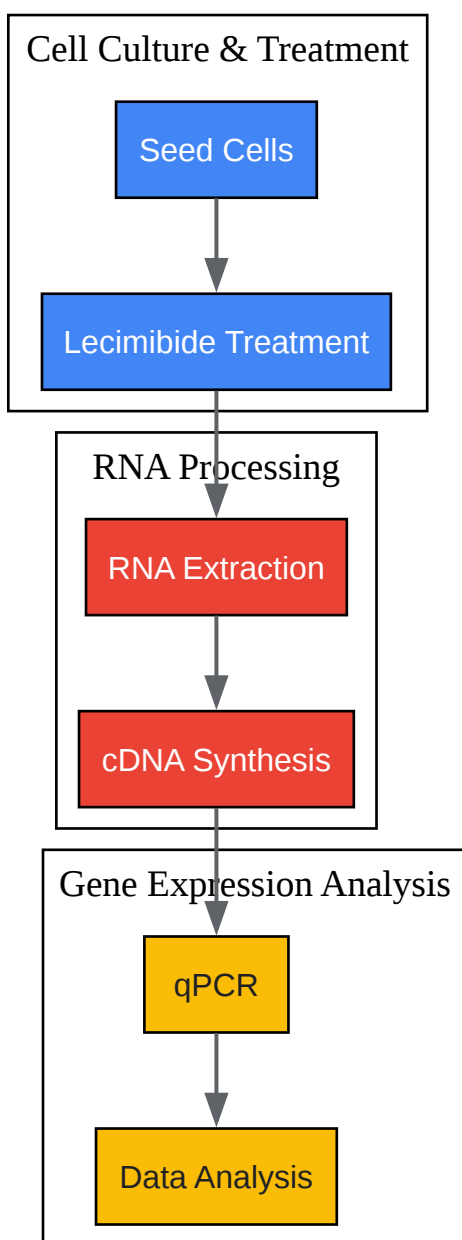 Cell Culture & Treatment
Seed Cells
Lecimibide Treatment
RNA Processing
RNA Extraction
cDNA Synthesis
Gene Expression Analysis
qPCR
Data Analysis